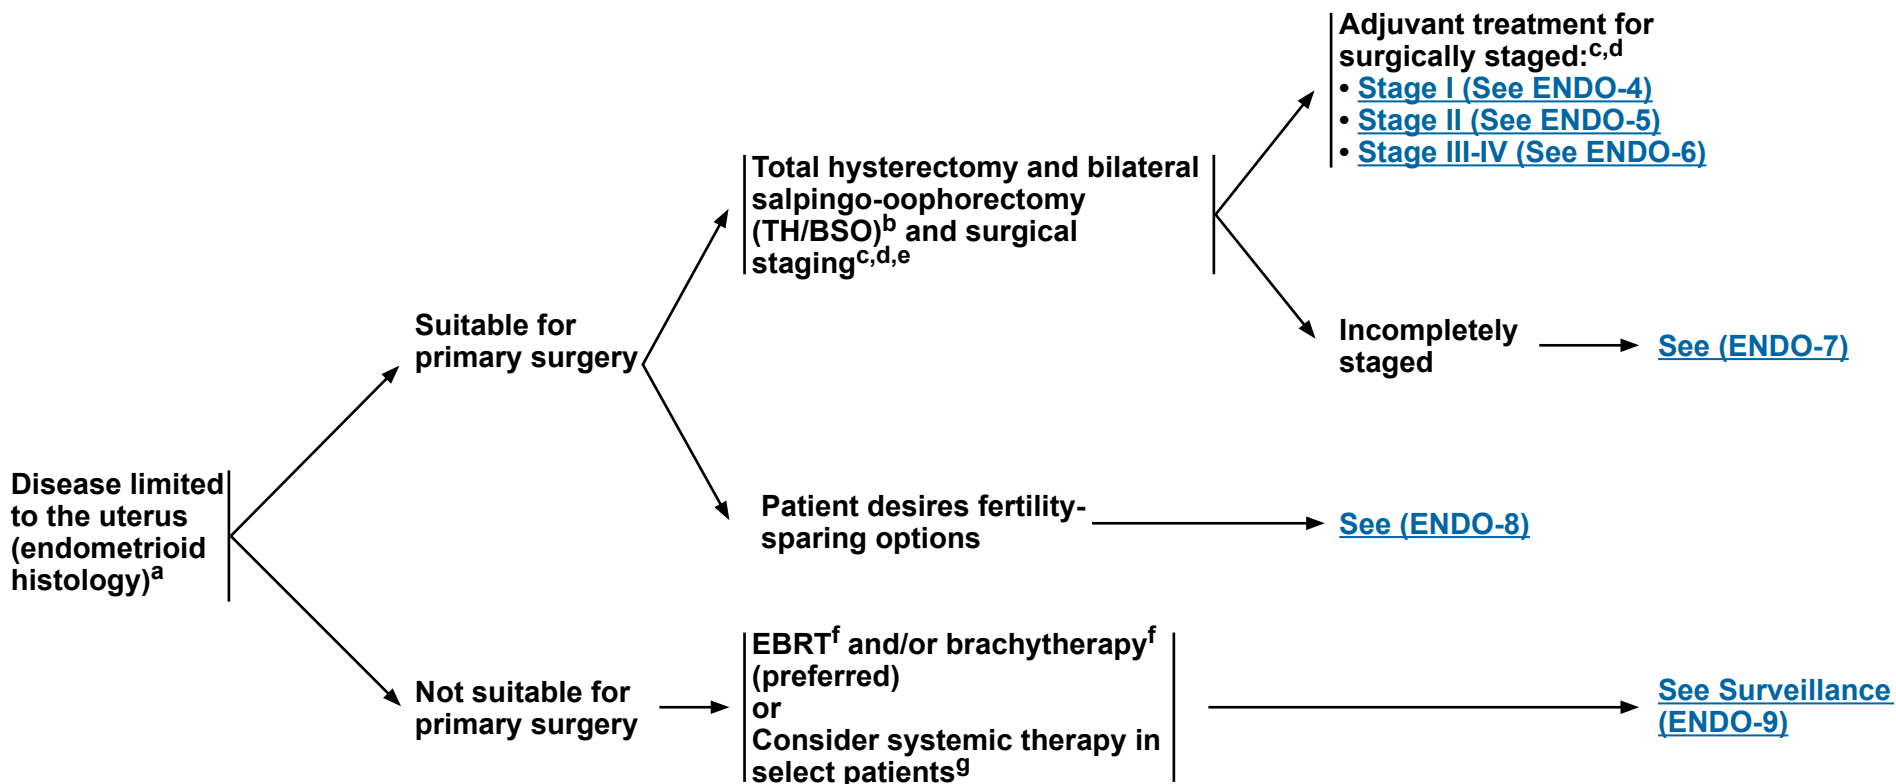 Adjuvant treatment for
surgically staged:c,d
• Stage I (See ENDO-4)
• Stage II (See ENDO-5)
• Stage III-IV (See ENDO-6)
Total hysterectomy and bilateral
salpingo-oophorectomy
(TH/BSO)b and surgical
staging c,d,e
Suitable for
primary surgery
Incompletely
staged
See (ENDO-7)
Disease limited
to the uterus
(endometrioid
histology)a
Patient desires fertility-
sparing options
See (ENDO-8)
Not suitable for
primary surgery
EBRTf and/or brachytherapyf
(preferred)
or
Consider systemic therapy in
select patientsg
See Surveillance
(ENDO-9)